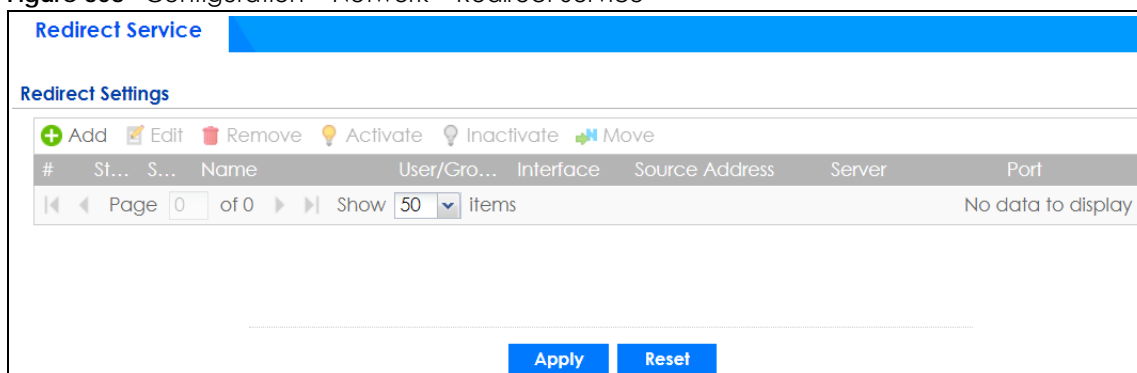 Redirect Service
Redirect Settings
Add Edit Remove Activate Inactivate Move
# St... S... Name User/Gro... Interface Source Address Server Port
Page 0 of 0 Show 50 items No data to display
Apply Reset